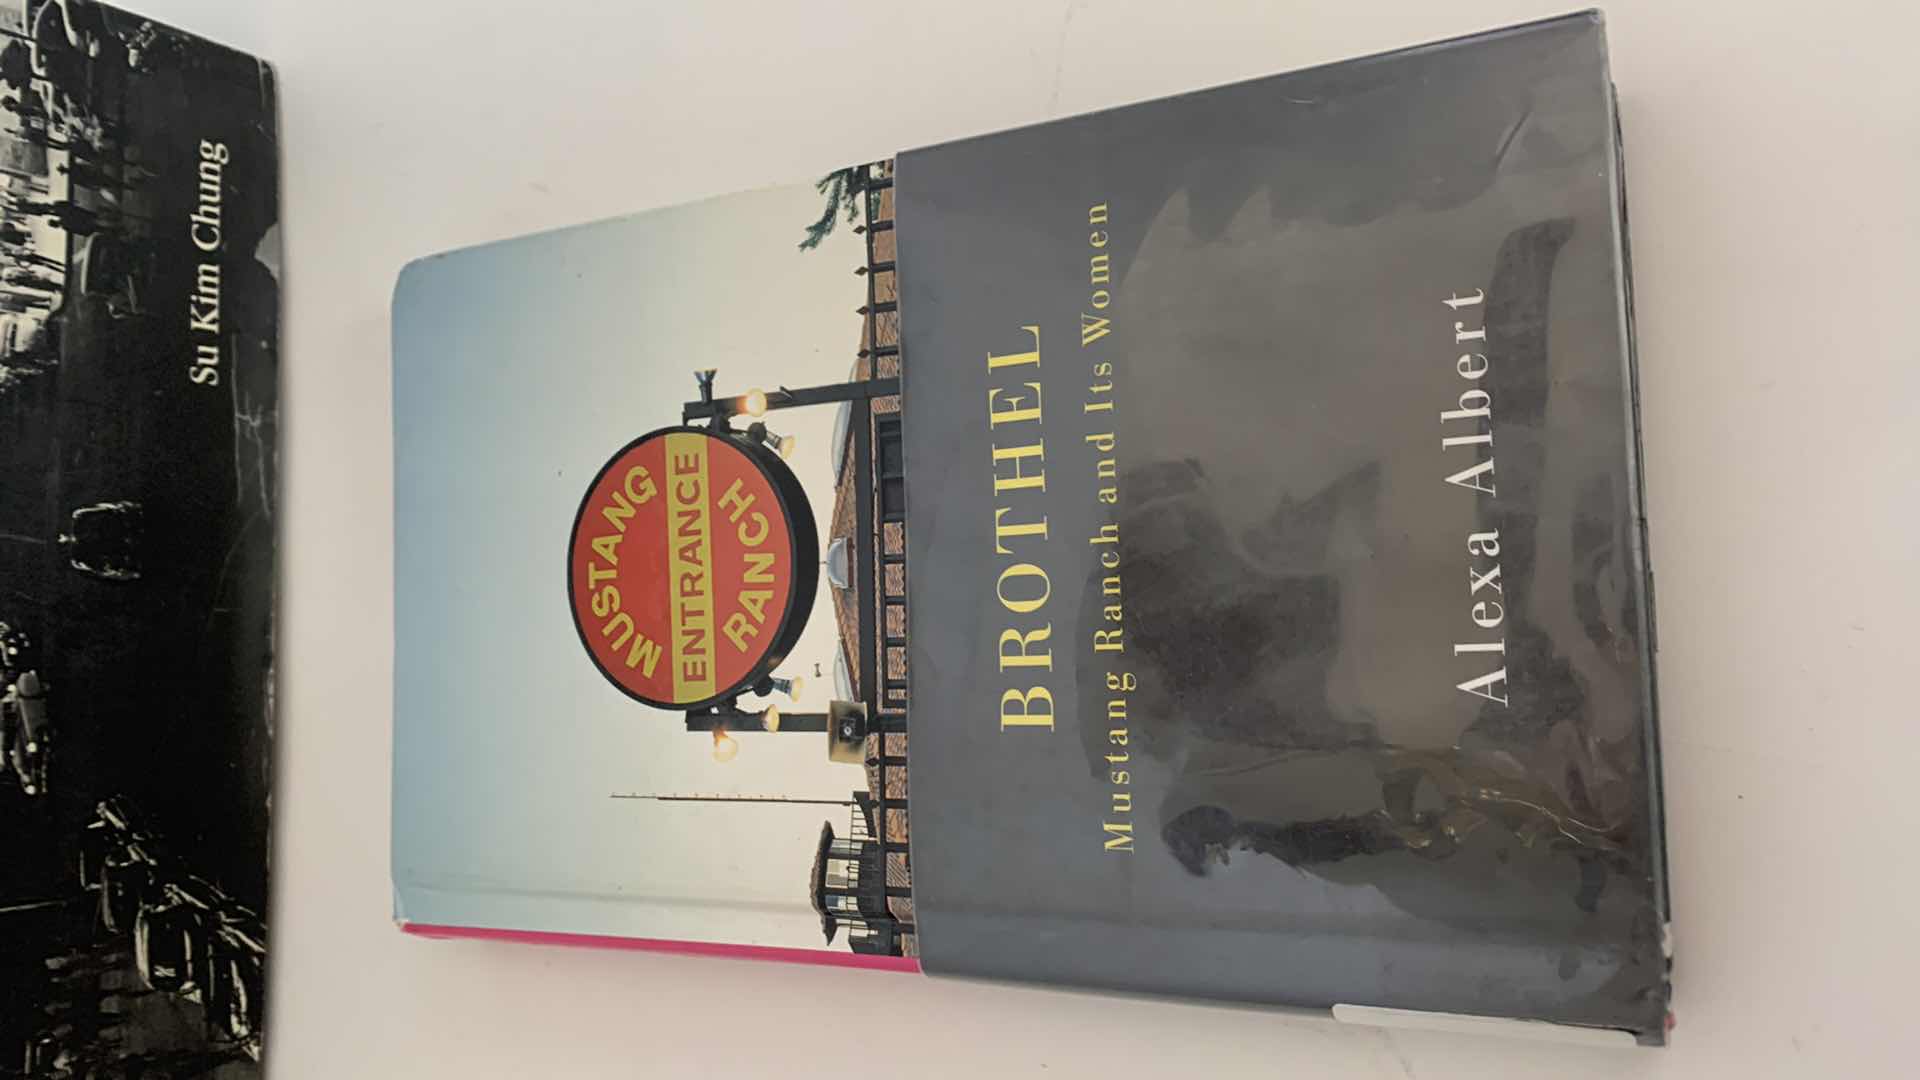 Su Kim Chung
MUSTANG
ENTRANCE
RANCH
BROTHEL
Mustang Ranch and Its Women
Alexa Albert